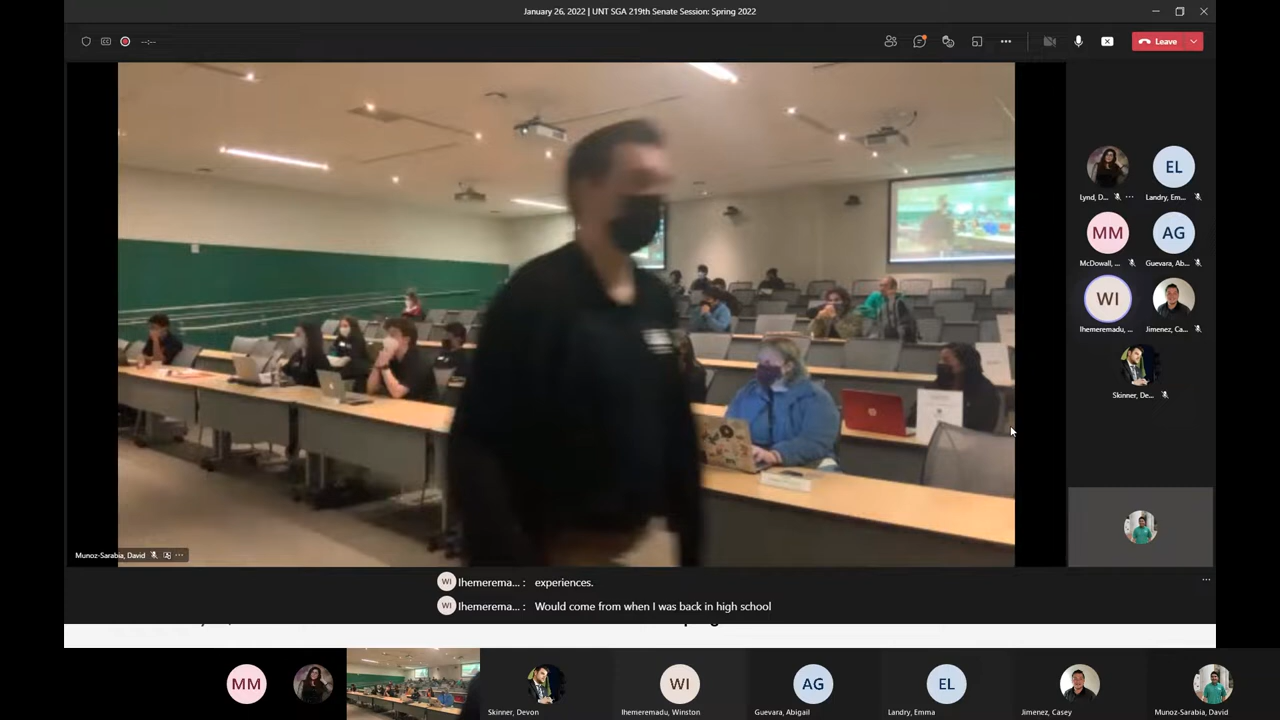 January 26, 2022 | UNT SGA 219th Senate Session: Spring 2022
--:--
Leave
Lynd, D...
EL
Landry, Em...
MM
McDowall, ...
AG
Guevara, Ab...
WI
Ihemeremadu, ...
Jimenez, Ca...
Skinner, De...
Munoz-Sarabia, David
WI Ihemerema... : experiences.
WI Ihemerema... : Would come from when I was back in high school
MM
Skinner, Devon
WI
Ihemeremadu, Winston
AG
Guevara, Abigail
EL
Landry, Emma
Jimenez, Casey
Munoz-Sarabia, David